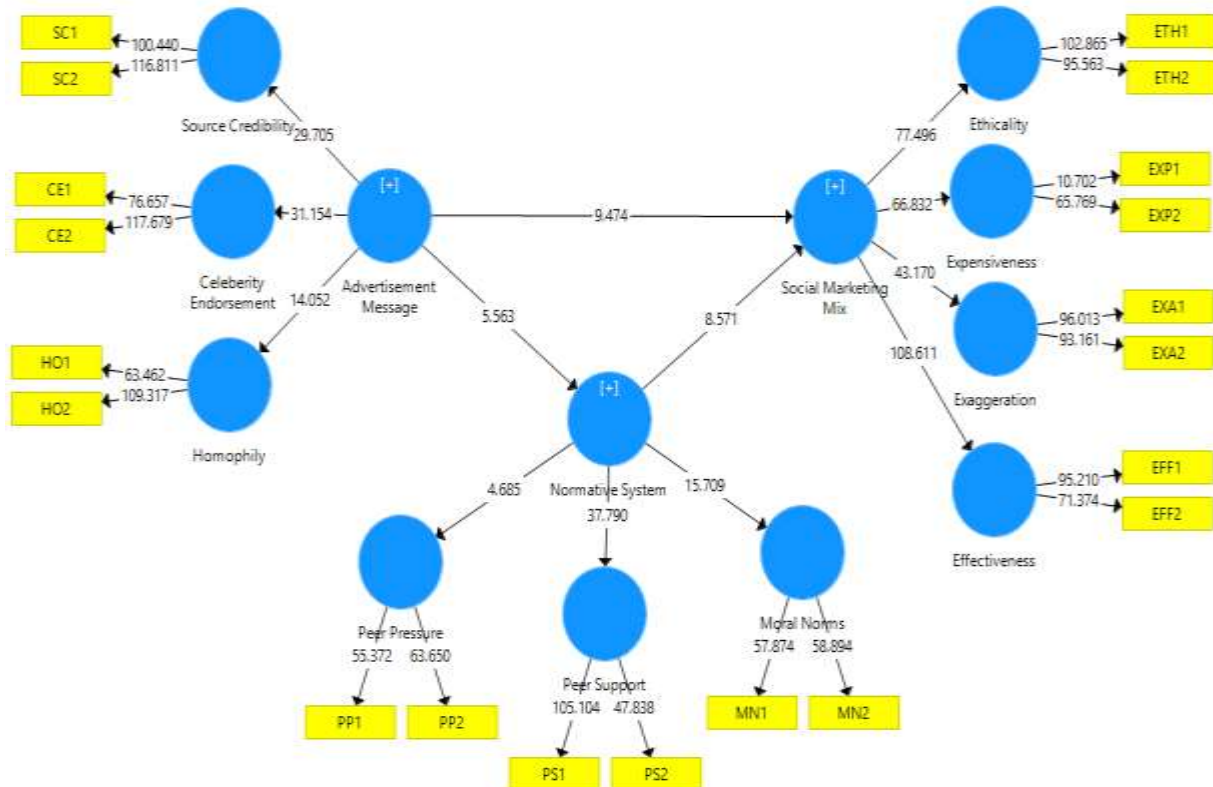 SC1
100.440
SC2
116.811
Source Credibility
29.705
CE1
76.657
CE2
117.679
31.154
Celeberity
Endorsement
[+]
Advertisement
Message
14.052
HO1
63.462
HO2
109.317
Homophily
9.474
5.563
8.571
[+]
Social Marketing
Mix
77.496
Ethicality
102.865
ETH1
95.563
ETH2
66.832
Expensiveness
10.702
EXP1
65.769
EXP2
43.170
Exaggeration
96.013
EXA1
93.161
EXA2
108.611
Effectiveness
95.210
EFF1
71.374
EFF2
[+]
Normative System
4.685
37.790
15.709
Peer Pressure
55.372
63.650
PP1
PP2
Peer Support
105.104
47.838
PS1
PS2
Moral Norms
57.874
58.894
MN1
MN2